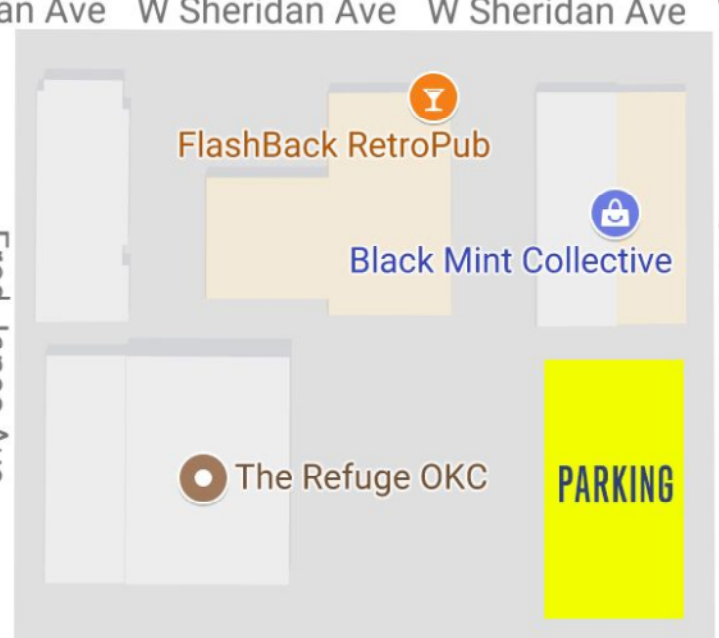 an Ave W Sheridan Ave W Sheridan Ave
FlashBack RetroPub
Black Mint Collective
The Refuge OKC
PARKING